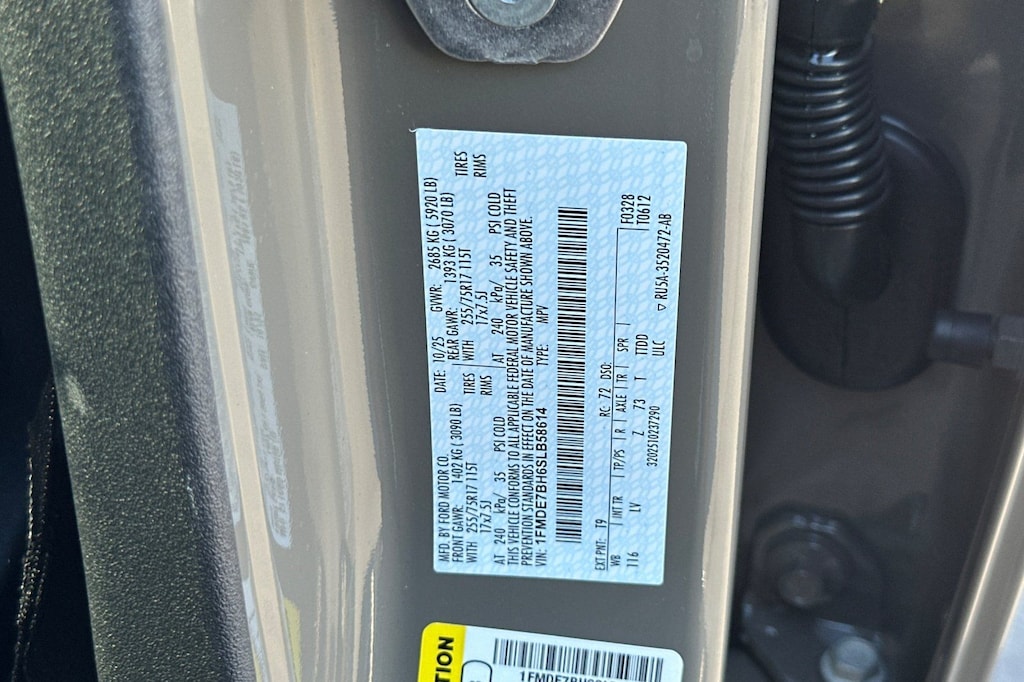 MFD. BY FORD MOTOR CO.
DATE: 10/25 GVWR: 2685 KG ( 5920 LB)
FRONT GAWR: 1402 KG ( 3090 LB) REAR GAWR: 1393 KG ( 3070 LB)
WITH 255/75R17 115T TIRES WITH 255/75R17 115T TIRES
17x7.5J RIMS 17x7.5J RIMS
AT 240 kPa/ 35 PSI COLD AT 240 kPa/ 35 PSI COLD
THIS VEHICLE CONFORMS TO ALL APPLICABLE FEDERAL MOTOR VEHICLE SAFETY AND THEFT
PREVENTION STANDARDS IN EFFECT ON THE DATE OF MANUFACTURE SHOWN ABOVE.
VIN: 1FMDE7BH6SLB58614 TYPE: MPV
EXT PNT: T9 RC: 72 DSO: F0328
WB INT TR TP/PS R AXLE TR SPR T0612
116 LV Z 73 T TTDD
ULC
3202510237290 ▽ RU5A-3520472-AB